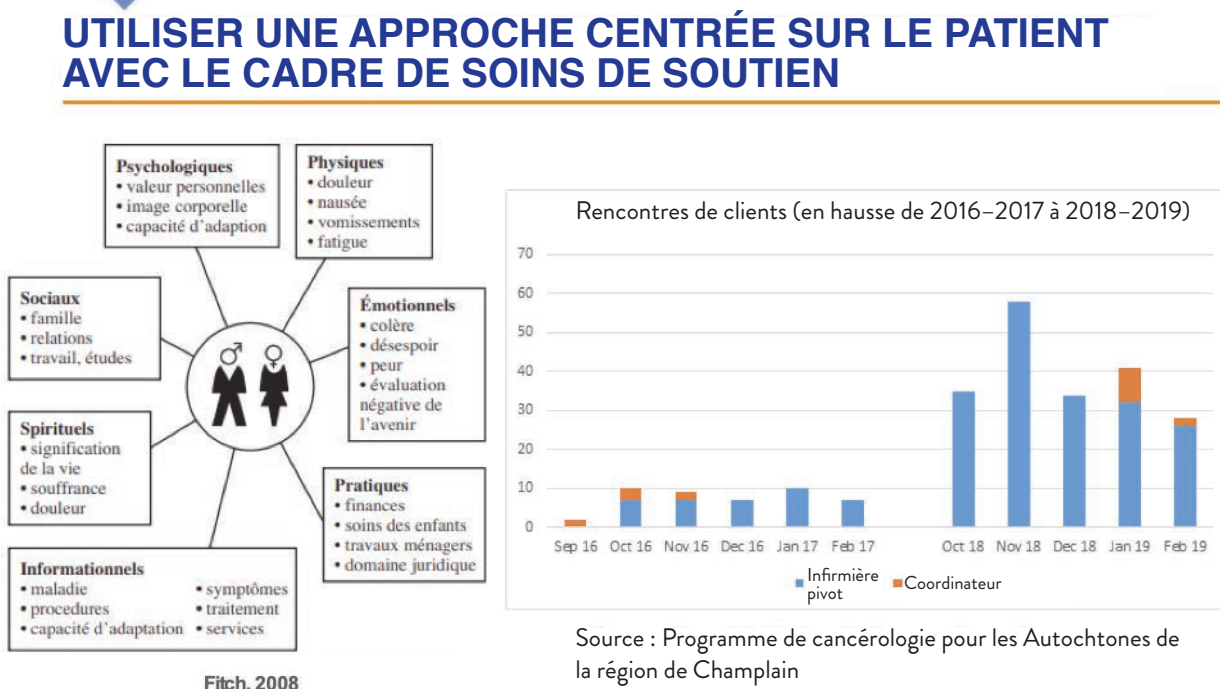 UTILISER UNE APPROCHE CENTRÉE SUR LE PATIENT
AVEC LE CADRE DE SOINS DE SOUTIEN
Psychologiques
• valeur personnelles
• image corporelle
• capacité d'adaption
Physiques
• douleur
• nausée
• vomissements
• fatigue
Sociaux
• famille
• relations
• travail, études
Émotionnels
• colère
• désespoir
• peur
• évaluation
négative de
l'avenir
Spirituels
• signification
de la vie
• souffrance
• douleur
Pratiques
• finances
• soins des enfants
• travaux ménagers
• domaine juridique
Informationnels
• maladie
• procedures
• capacité d'adaptation
• symptômes
• traitement
• services
Fitch, 2008
Rencontres de clients (en hausse de 2016–2017 à 2018–2019)
70
60
50
40
30
20
10
0
Sep 16 Oct 16 Nov 16 Dec 16 Jan 17 Feb 17 Oct 18 Nov 18 Dec 18 Jan 19 Feb 19
Infirmière
pivot
Coordinateur
Source : Programme de cancérologie pour les Autochtones de
la région de Champlain